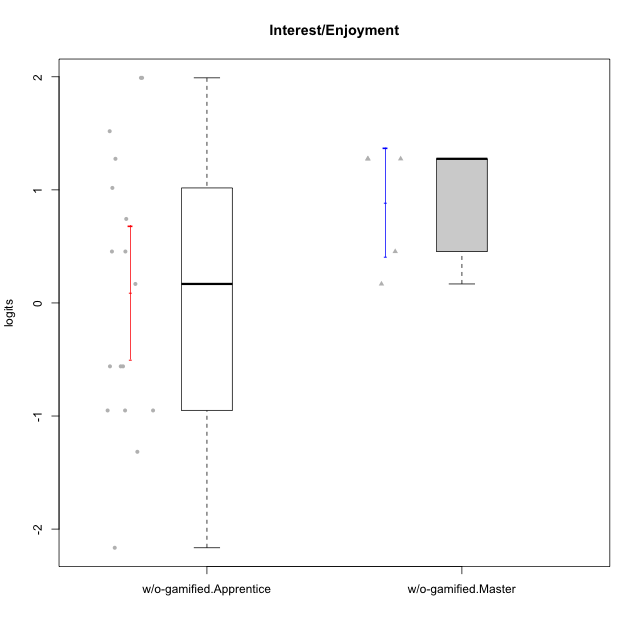 Interest/Enjoyment
logits
2
1
0
-1
-2
w/o-gamified.Apprentice
w/o-gamified.Master